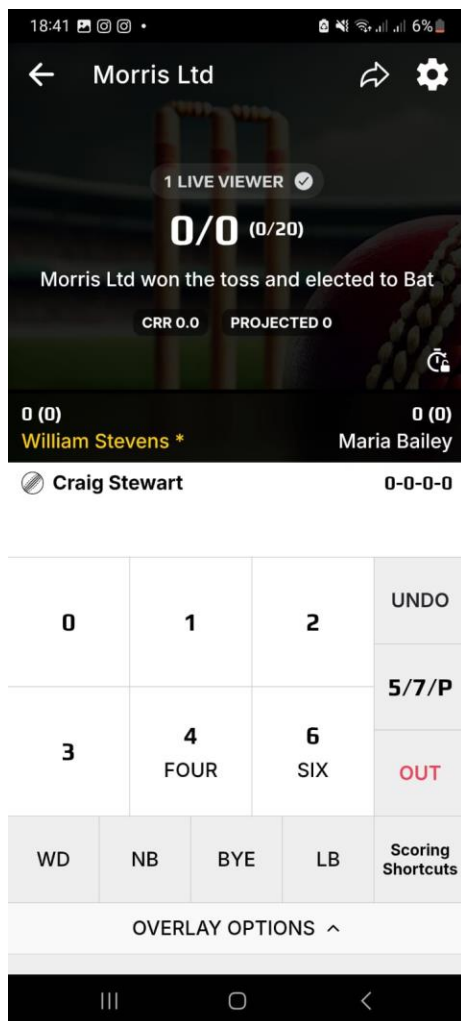 18:41 6%
Morris Ltd
1 LIVE VIEWER
0/0 (0/20)
Morris Ltd won the toss and elected to Bat
CRR 0.0 PROJECTED 0
0 (0) 0 (0)
William Stevens * Maria Bailey
Craig Stewart 0-0-0-0
0 1 2 UNDO
5/7/P
3 4 6
FOUR SIX OUT
WD NB BYE LB Scoring
Shortcuts
OVERLAY OPTIONS